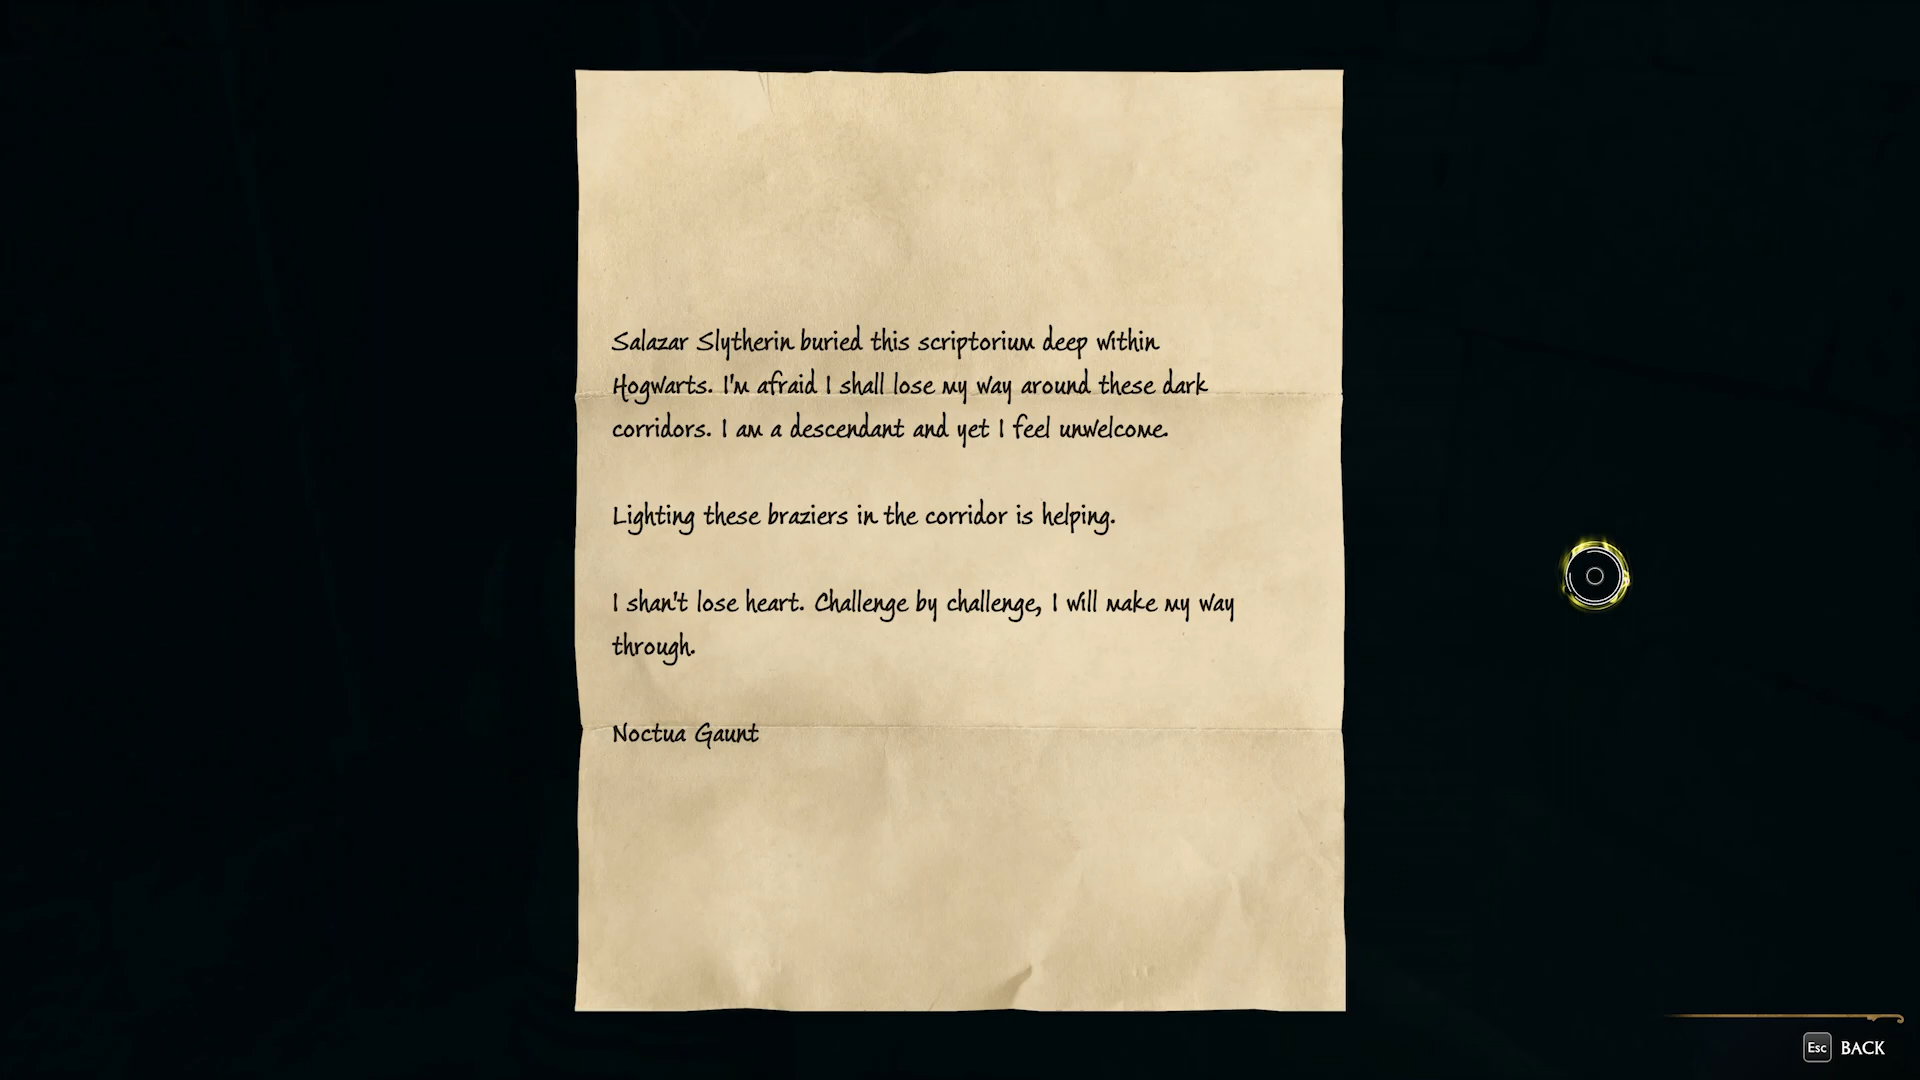 Salazar Slytherin buried this scriptorium deep within
Hogwarts. I'm afraid I shall lose my way around these dark
corridors. I am a descendant and yet I feel unwelcome.
Lighting these braziers in the corridor is helping.
I shan't lose heart. Challenge by challenge, I will make my way
through.
Noctua Gaunt
Esc BACK